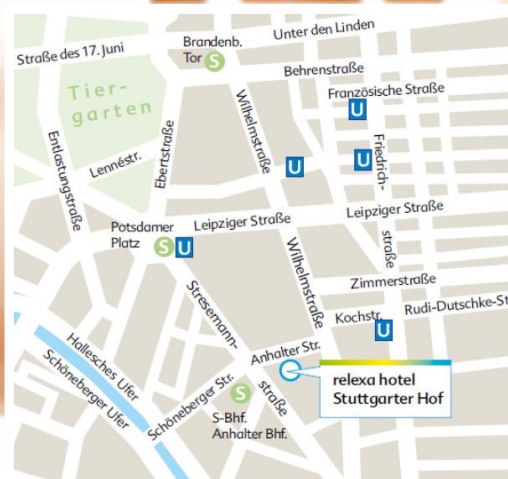 Straße des 17. Juni
Brandenb.
Tor
S
Unter den Linden
Behrenstraße
Französische Straße
U
Tier-
garten
Entlastungstraße
Lennéstr.
Ebertstraße
Wilhelmstraße
U
U
Friedrich-
straße
Potsdamer
Platz
S
U
Leipziger Straße
Leipziger Straße
Wilhelmstraße
Zimmerstraße
Stresemann-
straße
Kochstr.
Rudi-Dutschke-St
U
Hallesches Ufer
Schöneberger Ufer
Anhalter Str.
Schöneberger Str.
S
S-Bhf.
Anhalter Bhf.
relexa hotel
Stuttgarter Hof